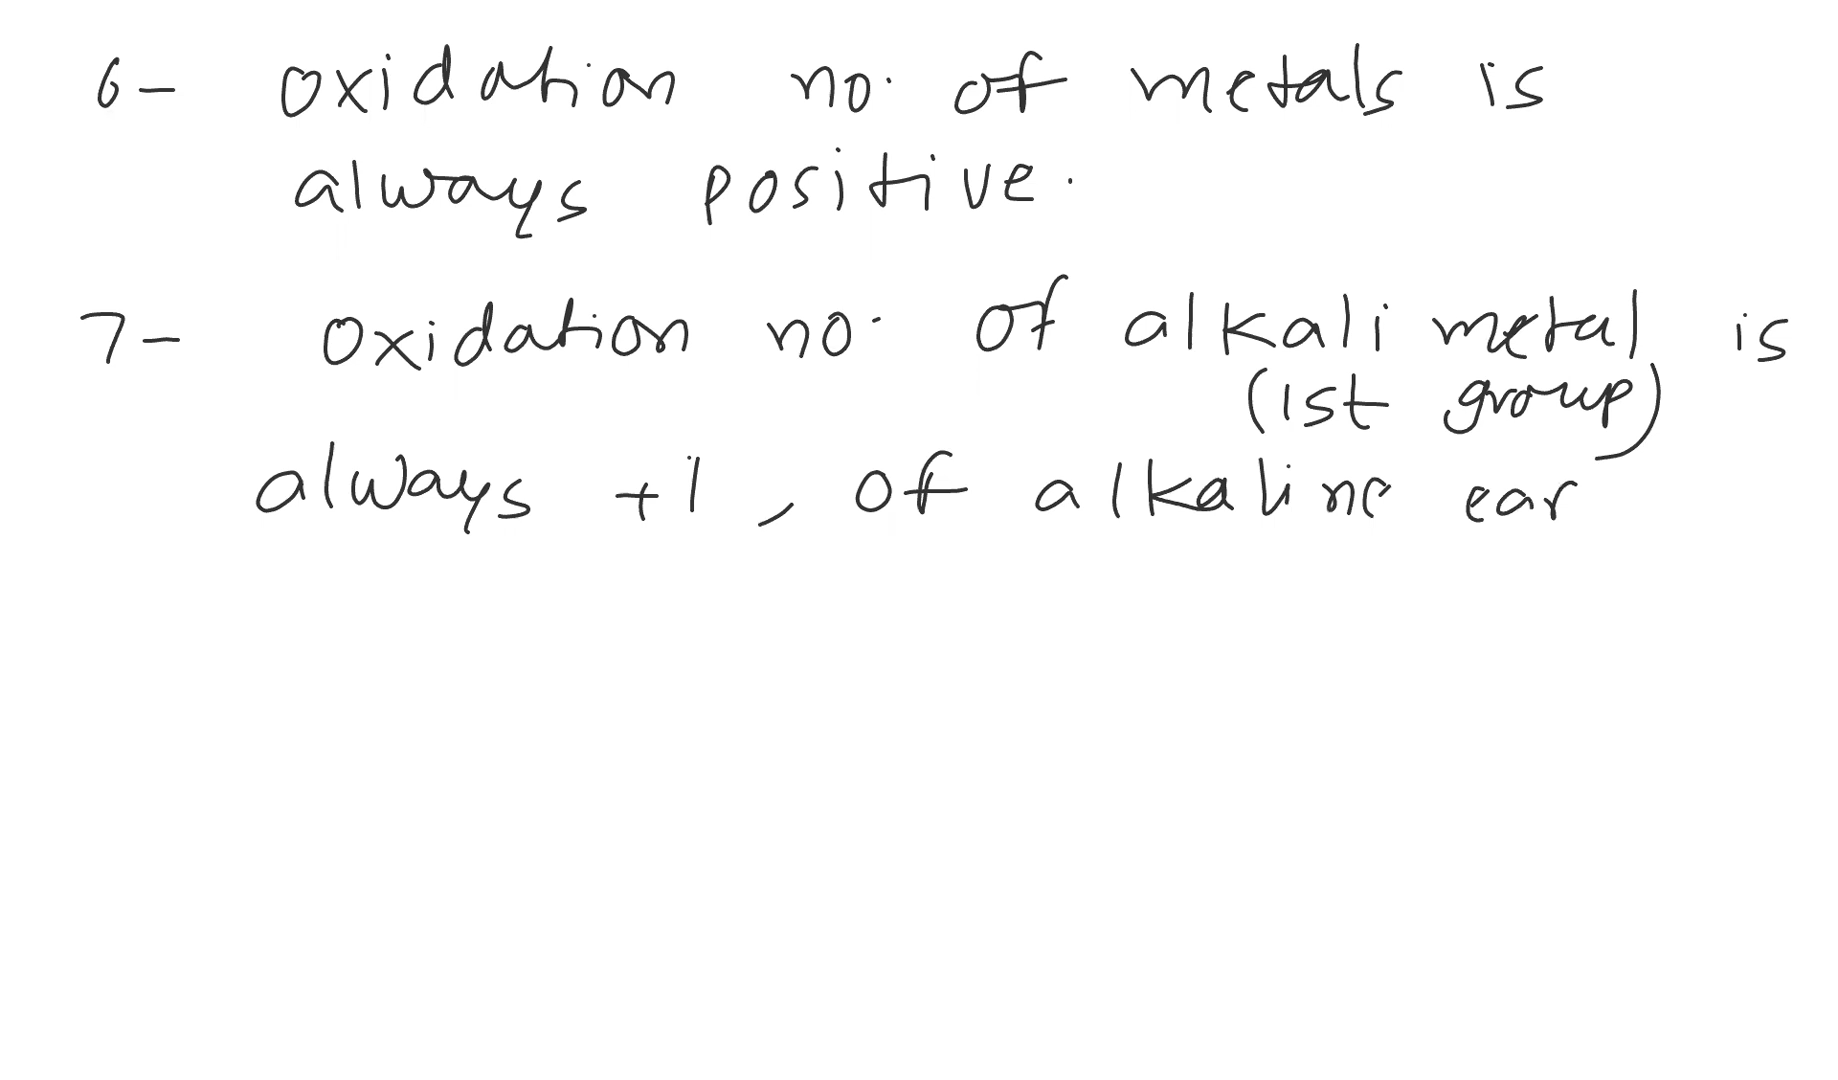 6- oxidation no. of metals is
always positive.
7- oxidation no. of alkali metal is
(1st group)
always +1, of alkaline ear